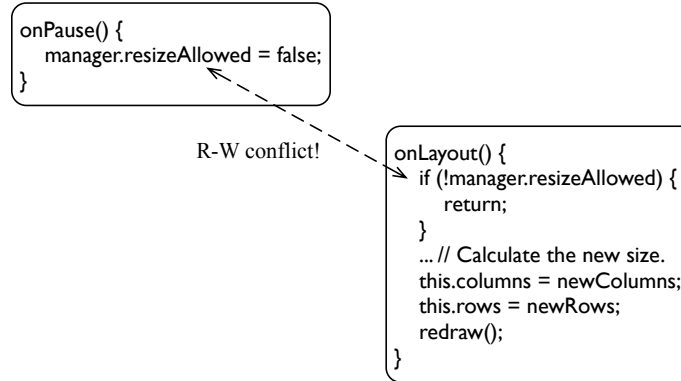 onPause() {
manager.resizeAllowed = false;
}
R-W conflict!
onLayout() {
if (!manager.resizeAllowed) {
return;
}
... // Calculate the new size.
this.columns = newColumns;
this.rows = newRows;
redraw();
}